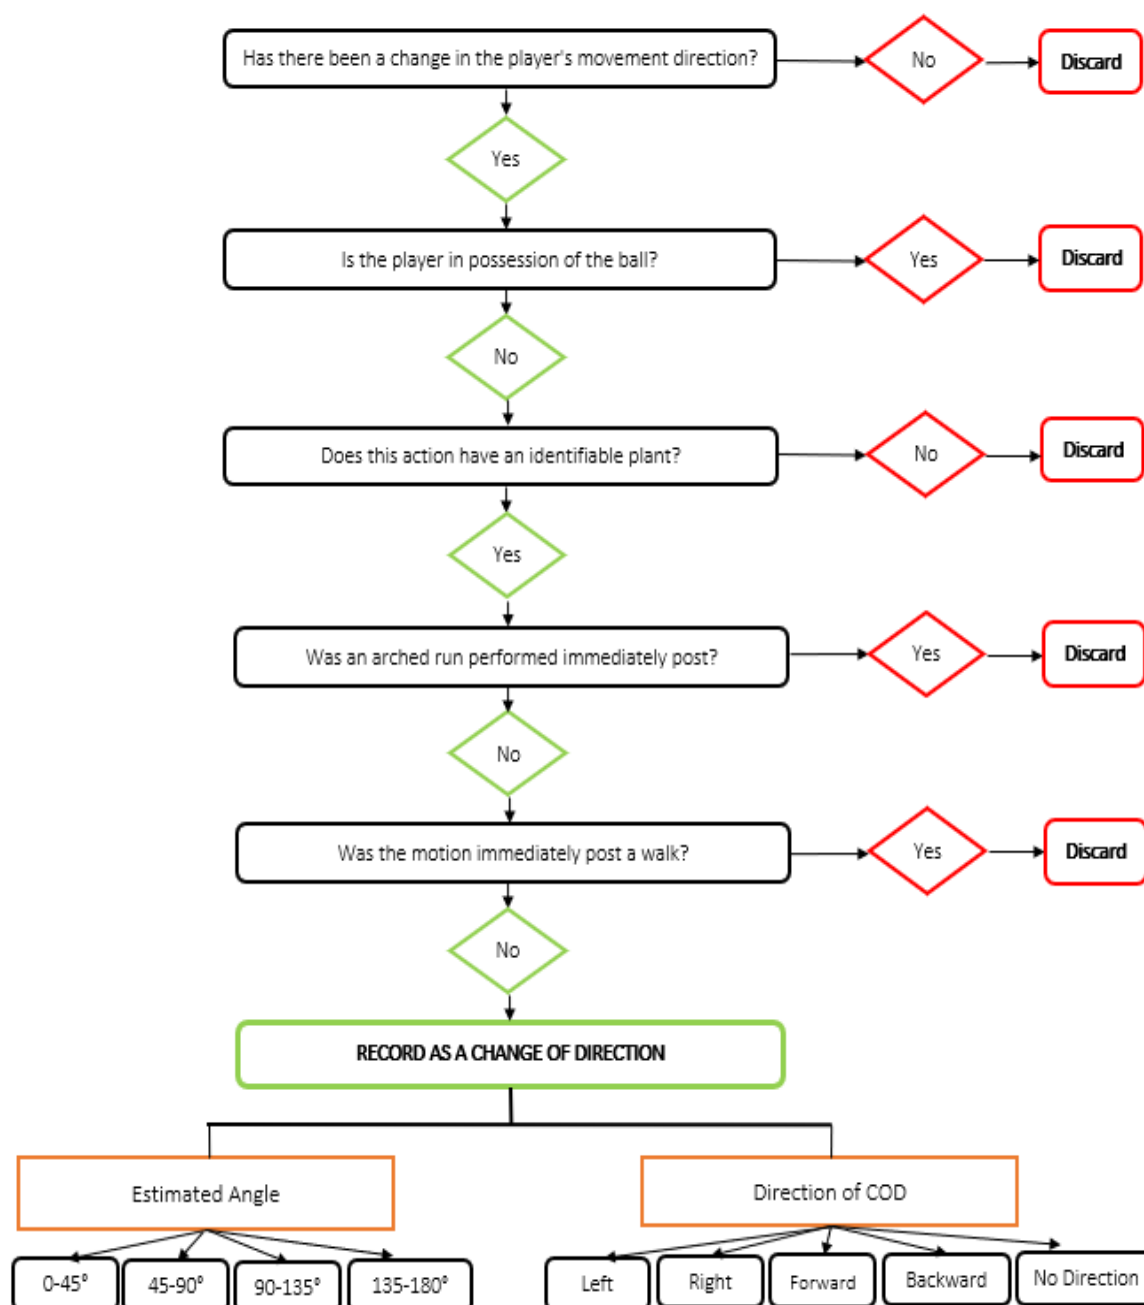 Has there been a change in the player's movement direction?
No
Discard
Yes
Is the player in possession of the ball?
Yes
Discard
No
Does this action have an identifiable plant?
No
Discard
Yes
Was an arched run performed immediately post?
Yes
Discard
No
Was the motion immediately post a walk?
Yes
Discard
No
RECORD AS A CHANGE OF DIRECTION
Estimated Angle
Direction of COD
0-45°
45-90°
90-135°
135-180°
Left
Right
Forward
Backward
No Direction